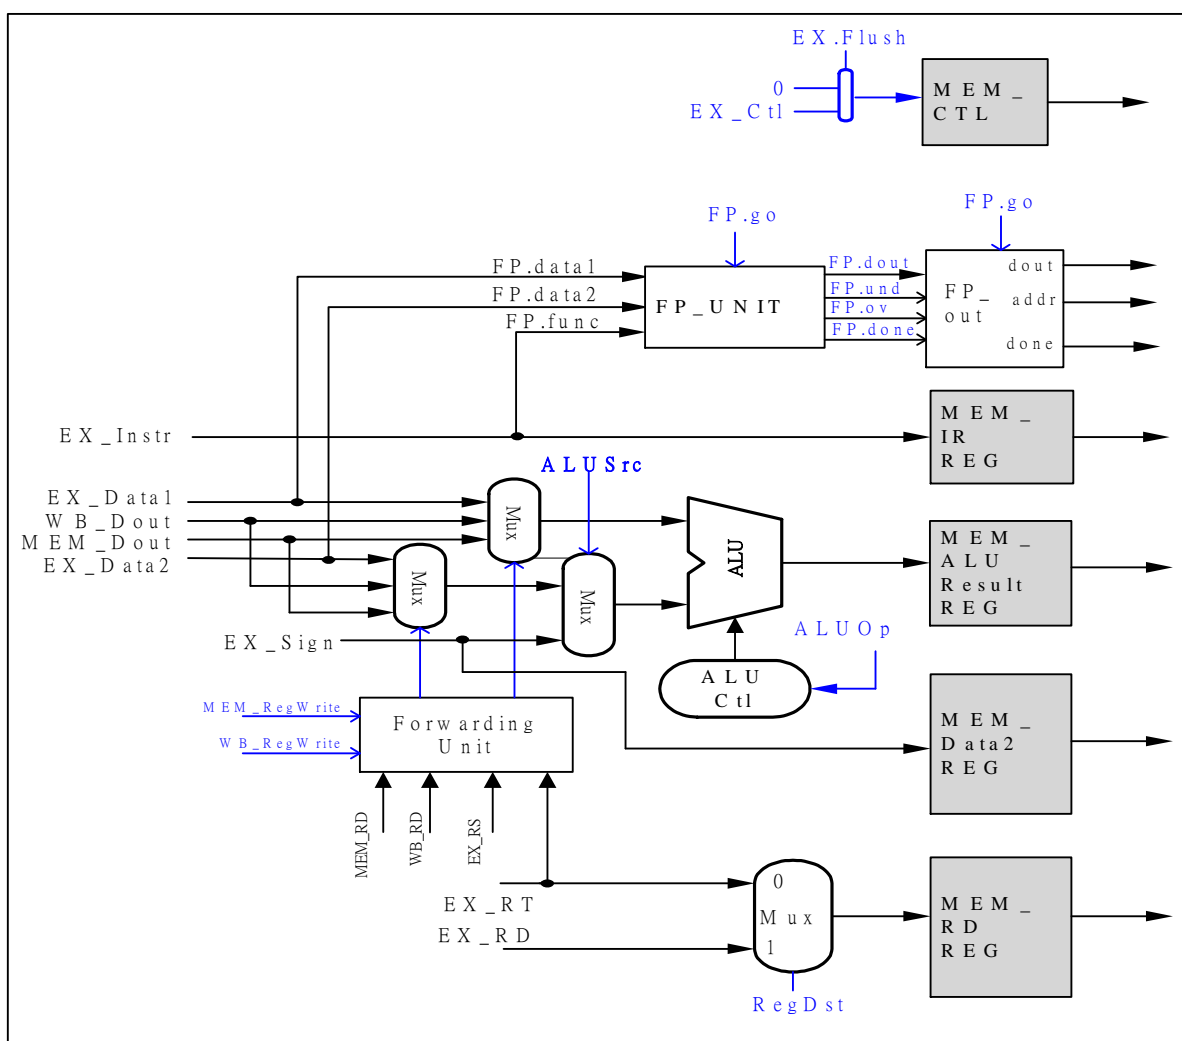 EX.Flush
0
EX_Ctl
MEM_
CTL
FP.go
FP.go
FP.data1
FP.data2
FP.func
FP_UNIT
FP.dout
FP.und
FP.ov
FP.done
FP_
out
dout
addr
done
EX_Instr
MEM_
IR
REG
ALUSrc
EX_Data1
WB_Dout
MEM_Dout
EX_Data2
Mux
Mux
Mux
ALU
MEM_
ALU
Result
REG
EX_Sign
ALUOp
ALU
Ctl
MEM_RegWrite
WB_RegWrite
Forwarding
Unit
MEM_
Data2
REG
MEM_RD
WB_RD
EX_RS
EX_RT
EX_RD
0
Mux
1
RegDst
MEM_
RD
REG